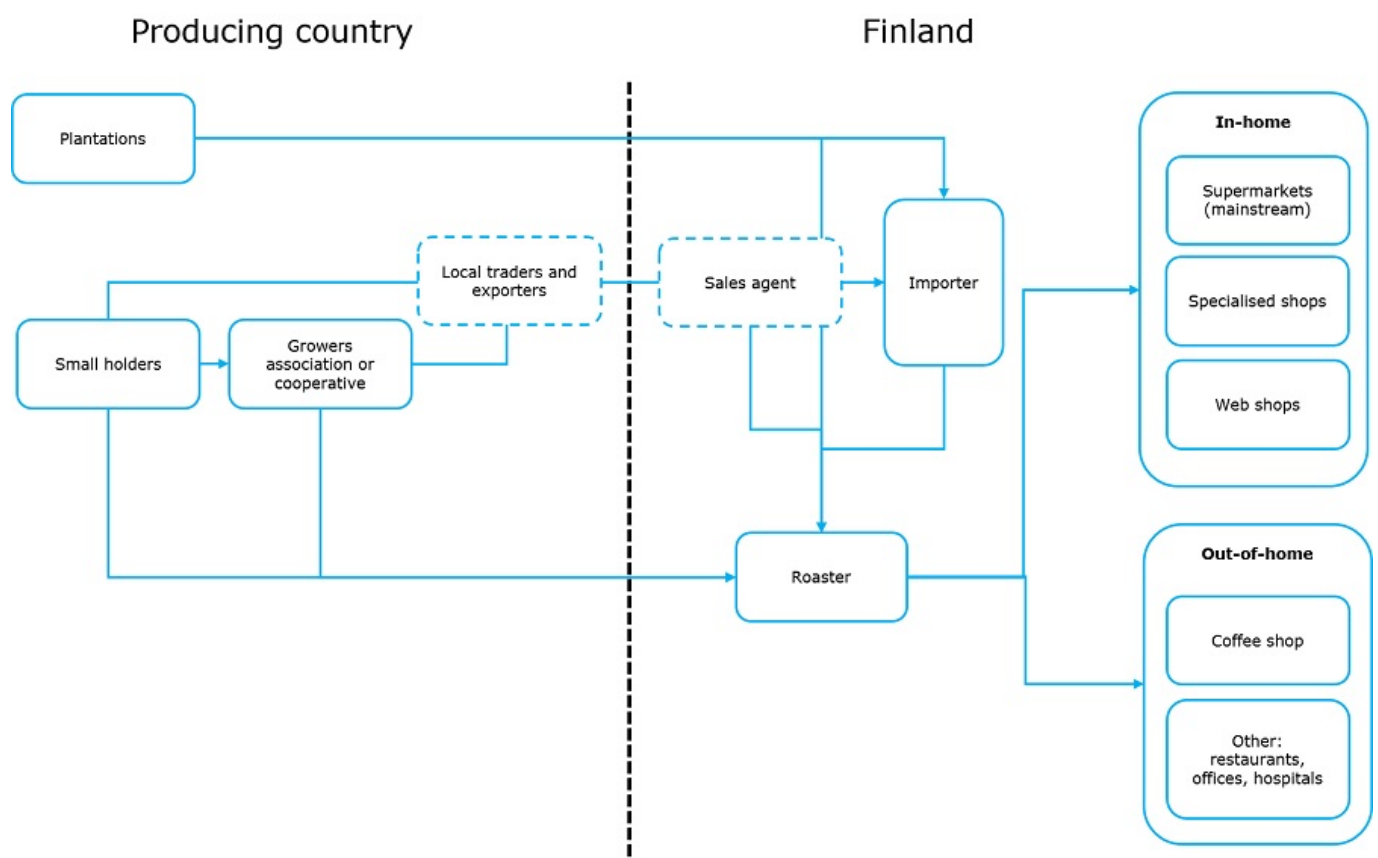 Producing country
Finland
Plantations
Small holders
Growers
association or
cooperative
Local traders and
exporters
Sales agent
Importer
Roaster
In-home
Supermarkets
(mainstream)
Specialised shops
Web shops
Out-of-home
Coffee shop
Other:
restaurants,
offices, hospitals